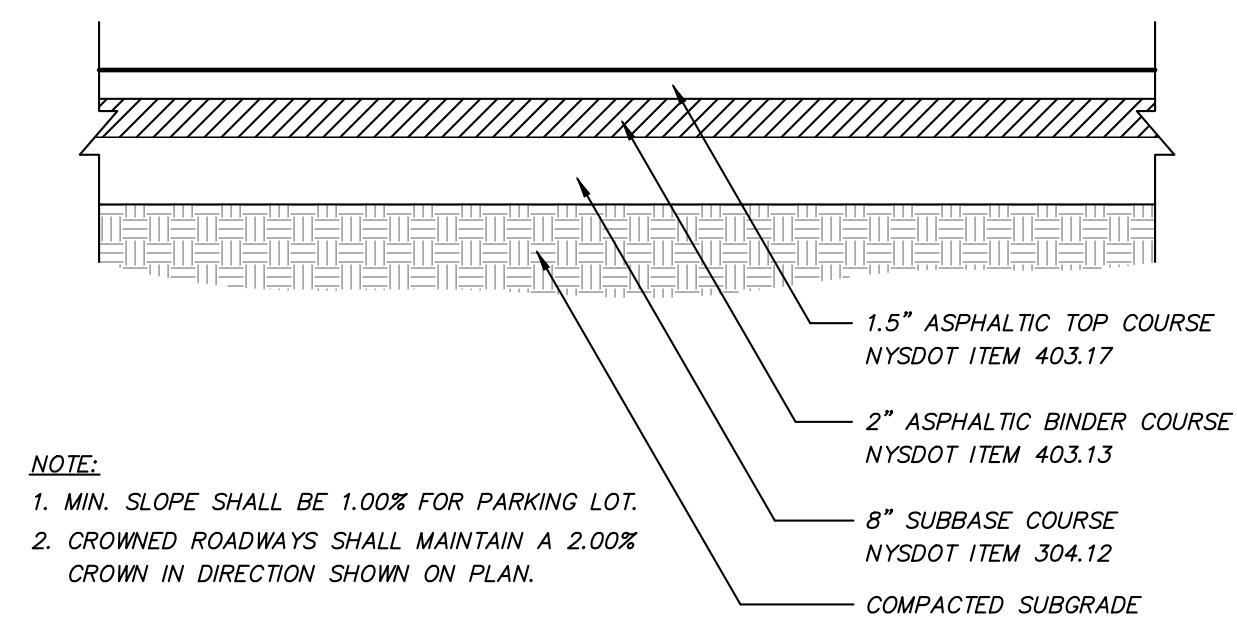 1.5” ASPHALTIC TOP COURSE
NYSDOT ITEM 403.17
2” ASPHALTIC BINDER COURSE
NYSDOT ITEM 403.13
8” SUBBASE COURSE
NYSDOT ITEM 304.12
COMPACTED SUBGRADE
NOTE:
1. MIN. SLOPE SHALL BE 1.00% FOR PARKING LOT.
2. CROWNED ROADWAYS SHALL MAINTAIN A 2.00%
CROWN IN DIRECTION SHOWN ON PLAN.